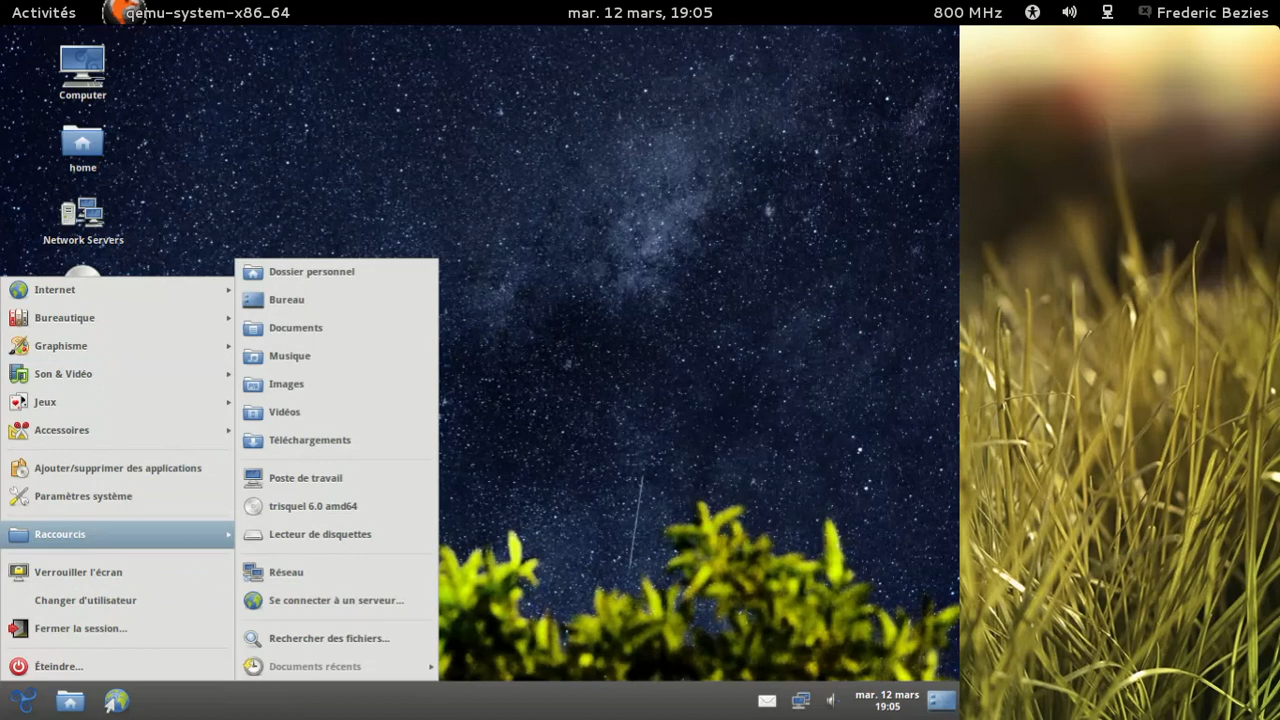 Activités
qemu-system-x86_64
mar. 12 mars, 19:05
800 MHz
Frederic Bezies
Computer
home
Network Servers
Internet
Bureautique
Graphisme
Son & Vidéo
Jeux
Accessoires
Ajouter/supprimer des applications
Paramètres système
Raccourcis
Verrouiller l'écran
Changer d'utilisateur
Fermer la session...
Éteindre...
Dossier personnel
Bureau
Documents
Musique
Images
Vidéos
Téléchargements
Poste de travail
trisquel 6.0 amd64
Lecteur de disquettes
Réseau
Se connecter à un serveur...
Rechercher des fichiers...
Documents récents
mar. 12 mars
19:05